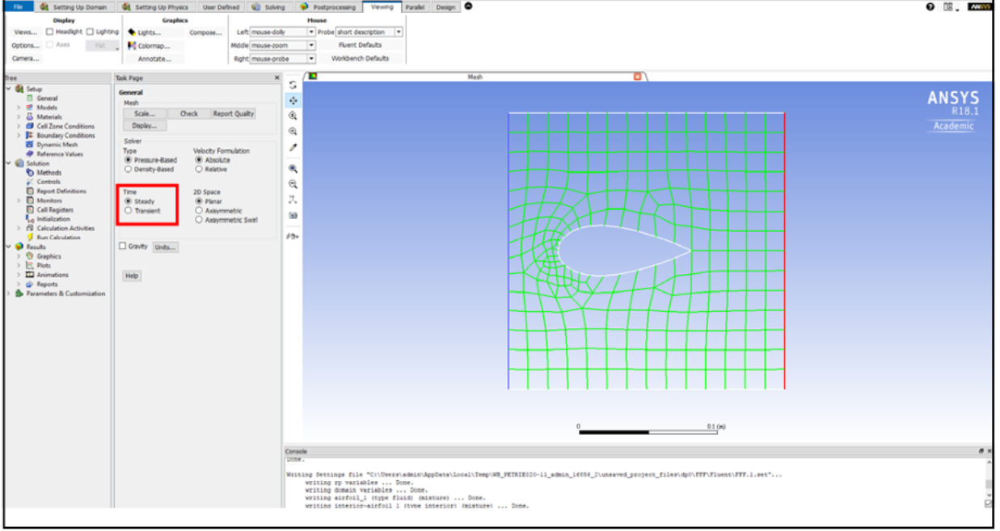 File Setting Up Domain Setting Up Physics User Defined Solving Postprocessing Viewing Parallel Design ANSYS
Display Graphics Mouse
Views... Headlight Lighting Lights... Compose... Left mouse-dolly Probe short description
Options... Axes Flat Colormap... Middle mouse-zoom Fluent Defaults
Camera... Annotate... Right mouse-probe Workbench Defaults
Tree
Setup
General
Models
Materials
Cell Zone Conditions
Boundary Conditions
Dynamic Mesh
Reference Values
Solution
Methods
Controls
Report Definitions
Monitors
Cell Registers
Initialization
Calculation Activities
Run Calculation
Results
Graphics
Plots
Animations
Reports
Parameters & Customization
Task Page
General
Mesh
Scale... Check Report Quality
Display...
Solver
Type Velocity Formulation
Pressure-Based Absolute
Density-Based Relative
Time 2D Space
Steady Planar
Transient Axisymmetric
Axisymmetric Swirl
Gravity Units...
Help
Mesh
ANSYS
R18.1
Academic
0 0.1 (m)
Console
Done.
Writing Settings file "C:\Users\admin\AppData\Local\Temp\WB_PETRIE020-11_admin_16856_2\unsaved_project_files\dp0\FFF\Fluent\FFF.1.set"...
writing rp variables ... Done.
writing domain variables ... Done.
writing airfoil_1 (type fluid) (mixture) ... Done.
writing interior-airfoil_1 (type interior) (mixture) ... Done.